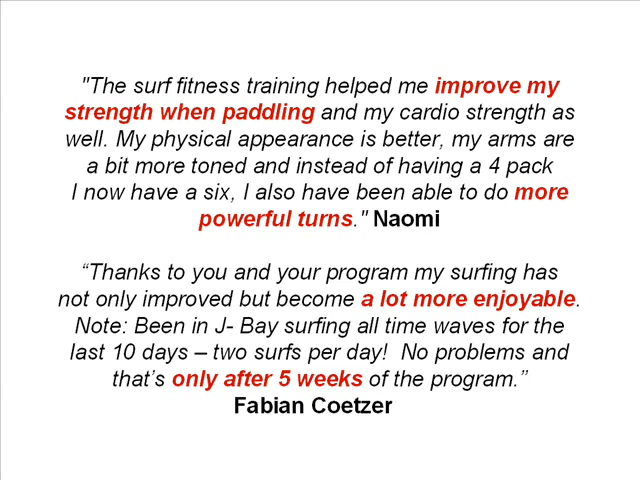 "The surf fitness training helped me improve my
strength when paddling and my cardio strength as
well. My physical appearance is better, my arms are
a bit more toned and instead of having a 4 pack
I now have a six, I also have been able to do more
powerful turns." Naomi
“Thanks to you and your program my surfing has
not only improved but become a lot more enjoyable.
Note: Been in J- Bay surfing all time waves for the
last 10 days – two surfs per day!  No problems and
that’s only after 5 weeks of the program.”
Fabian Coetzer